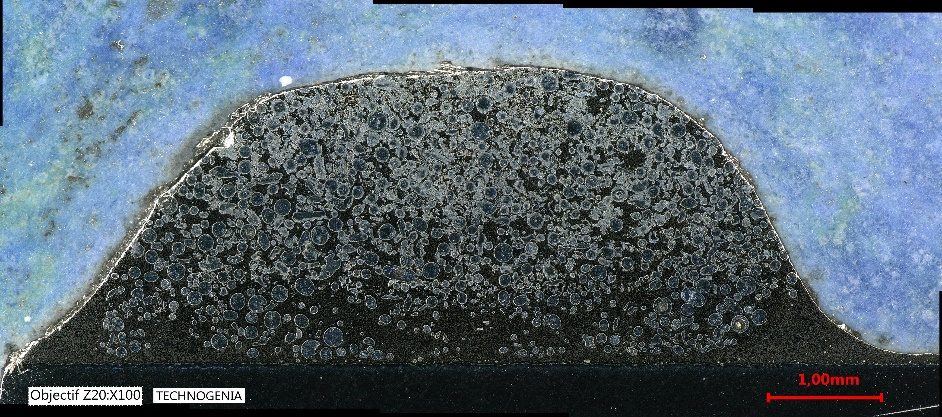 1,00mm
Objectif Z20:X100 TECHNOGENIA